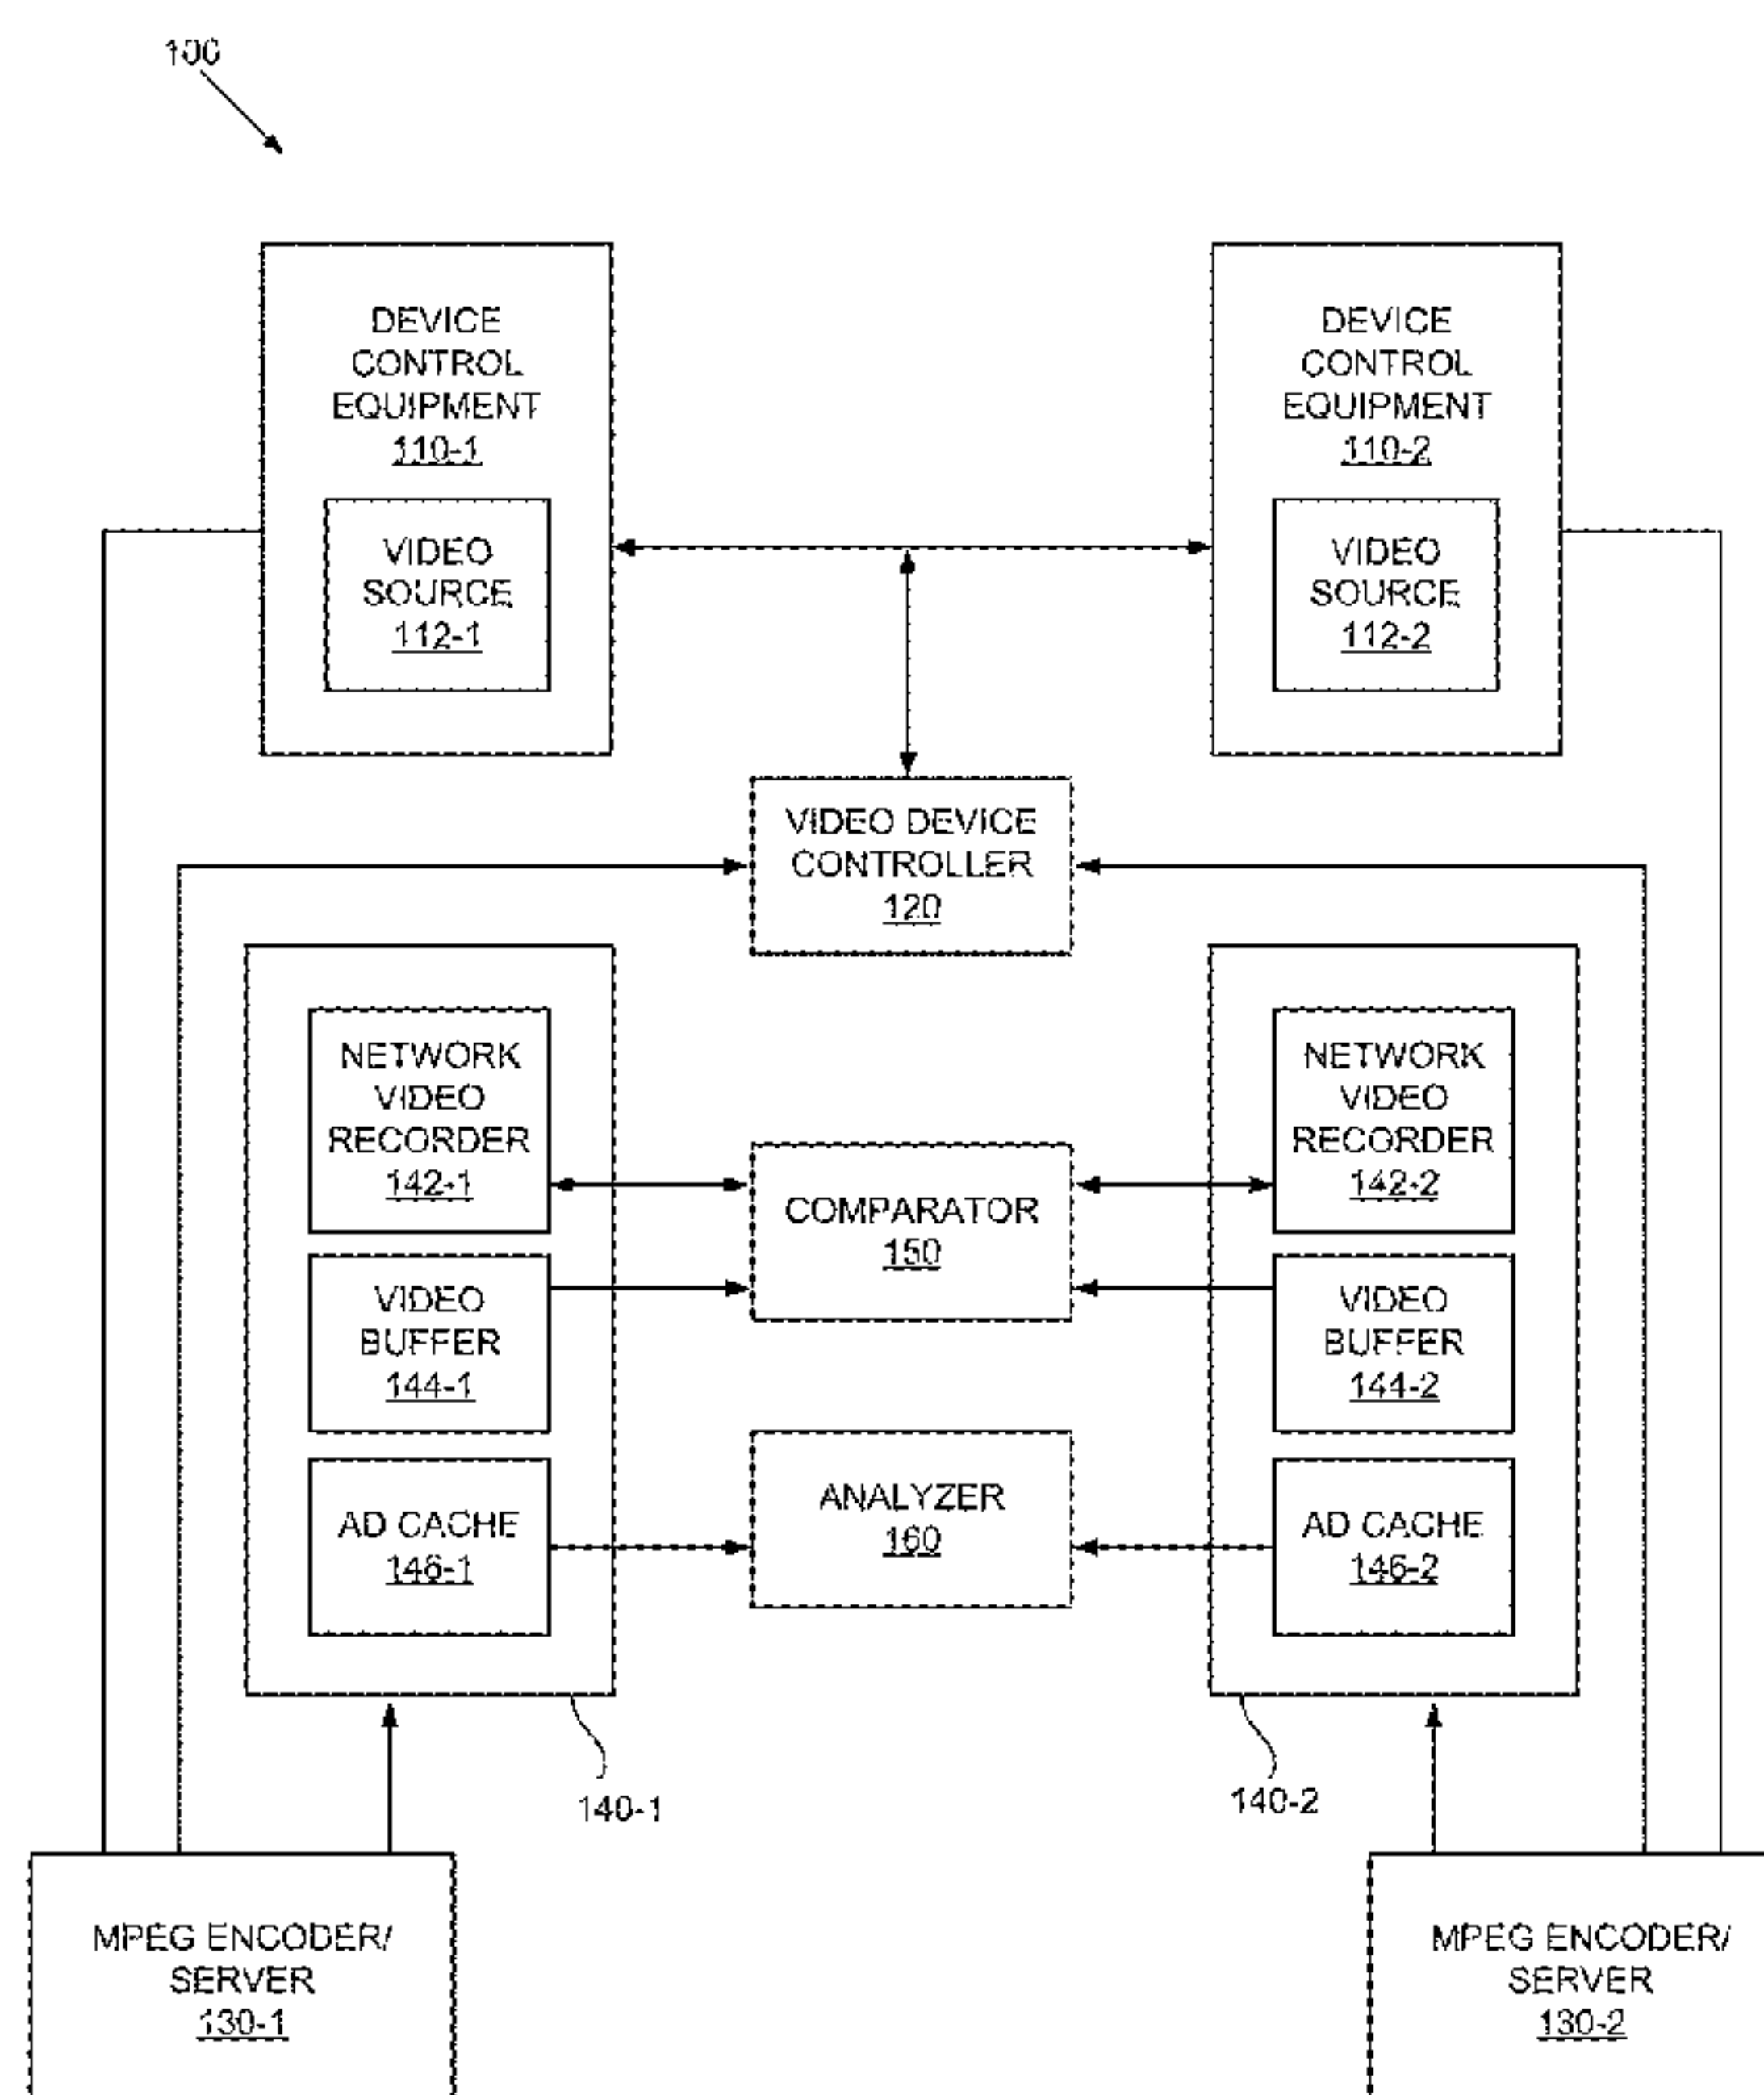 100
DEVICE
CONTROL
EQUIPMENT
110-1
VIDEO
SOURCE
112-1
DEVICE
CONTROL
EQUIPMENT
110-2
VIDEO
SOURCE
112-2
VIDEO DEVICE
CONTROLLER
120
NETWORK
VIDEO
RECORDER
142-1
VIDEO
BUFFER
144-1
AD CACHE
146-1
COMPARATOR
150
ANALYZER
160
NETWORK
VIDEO
RECORDER
142-2
VIDEO
BUFFER
144-2
AD CACHE
146-2
140-1
140-2
MPEG ENCODER/
SERVER
130-1
MPEG ENCODER/
SERVER
130-2